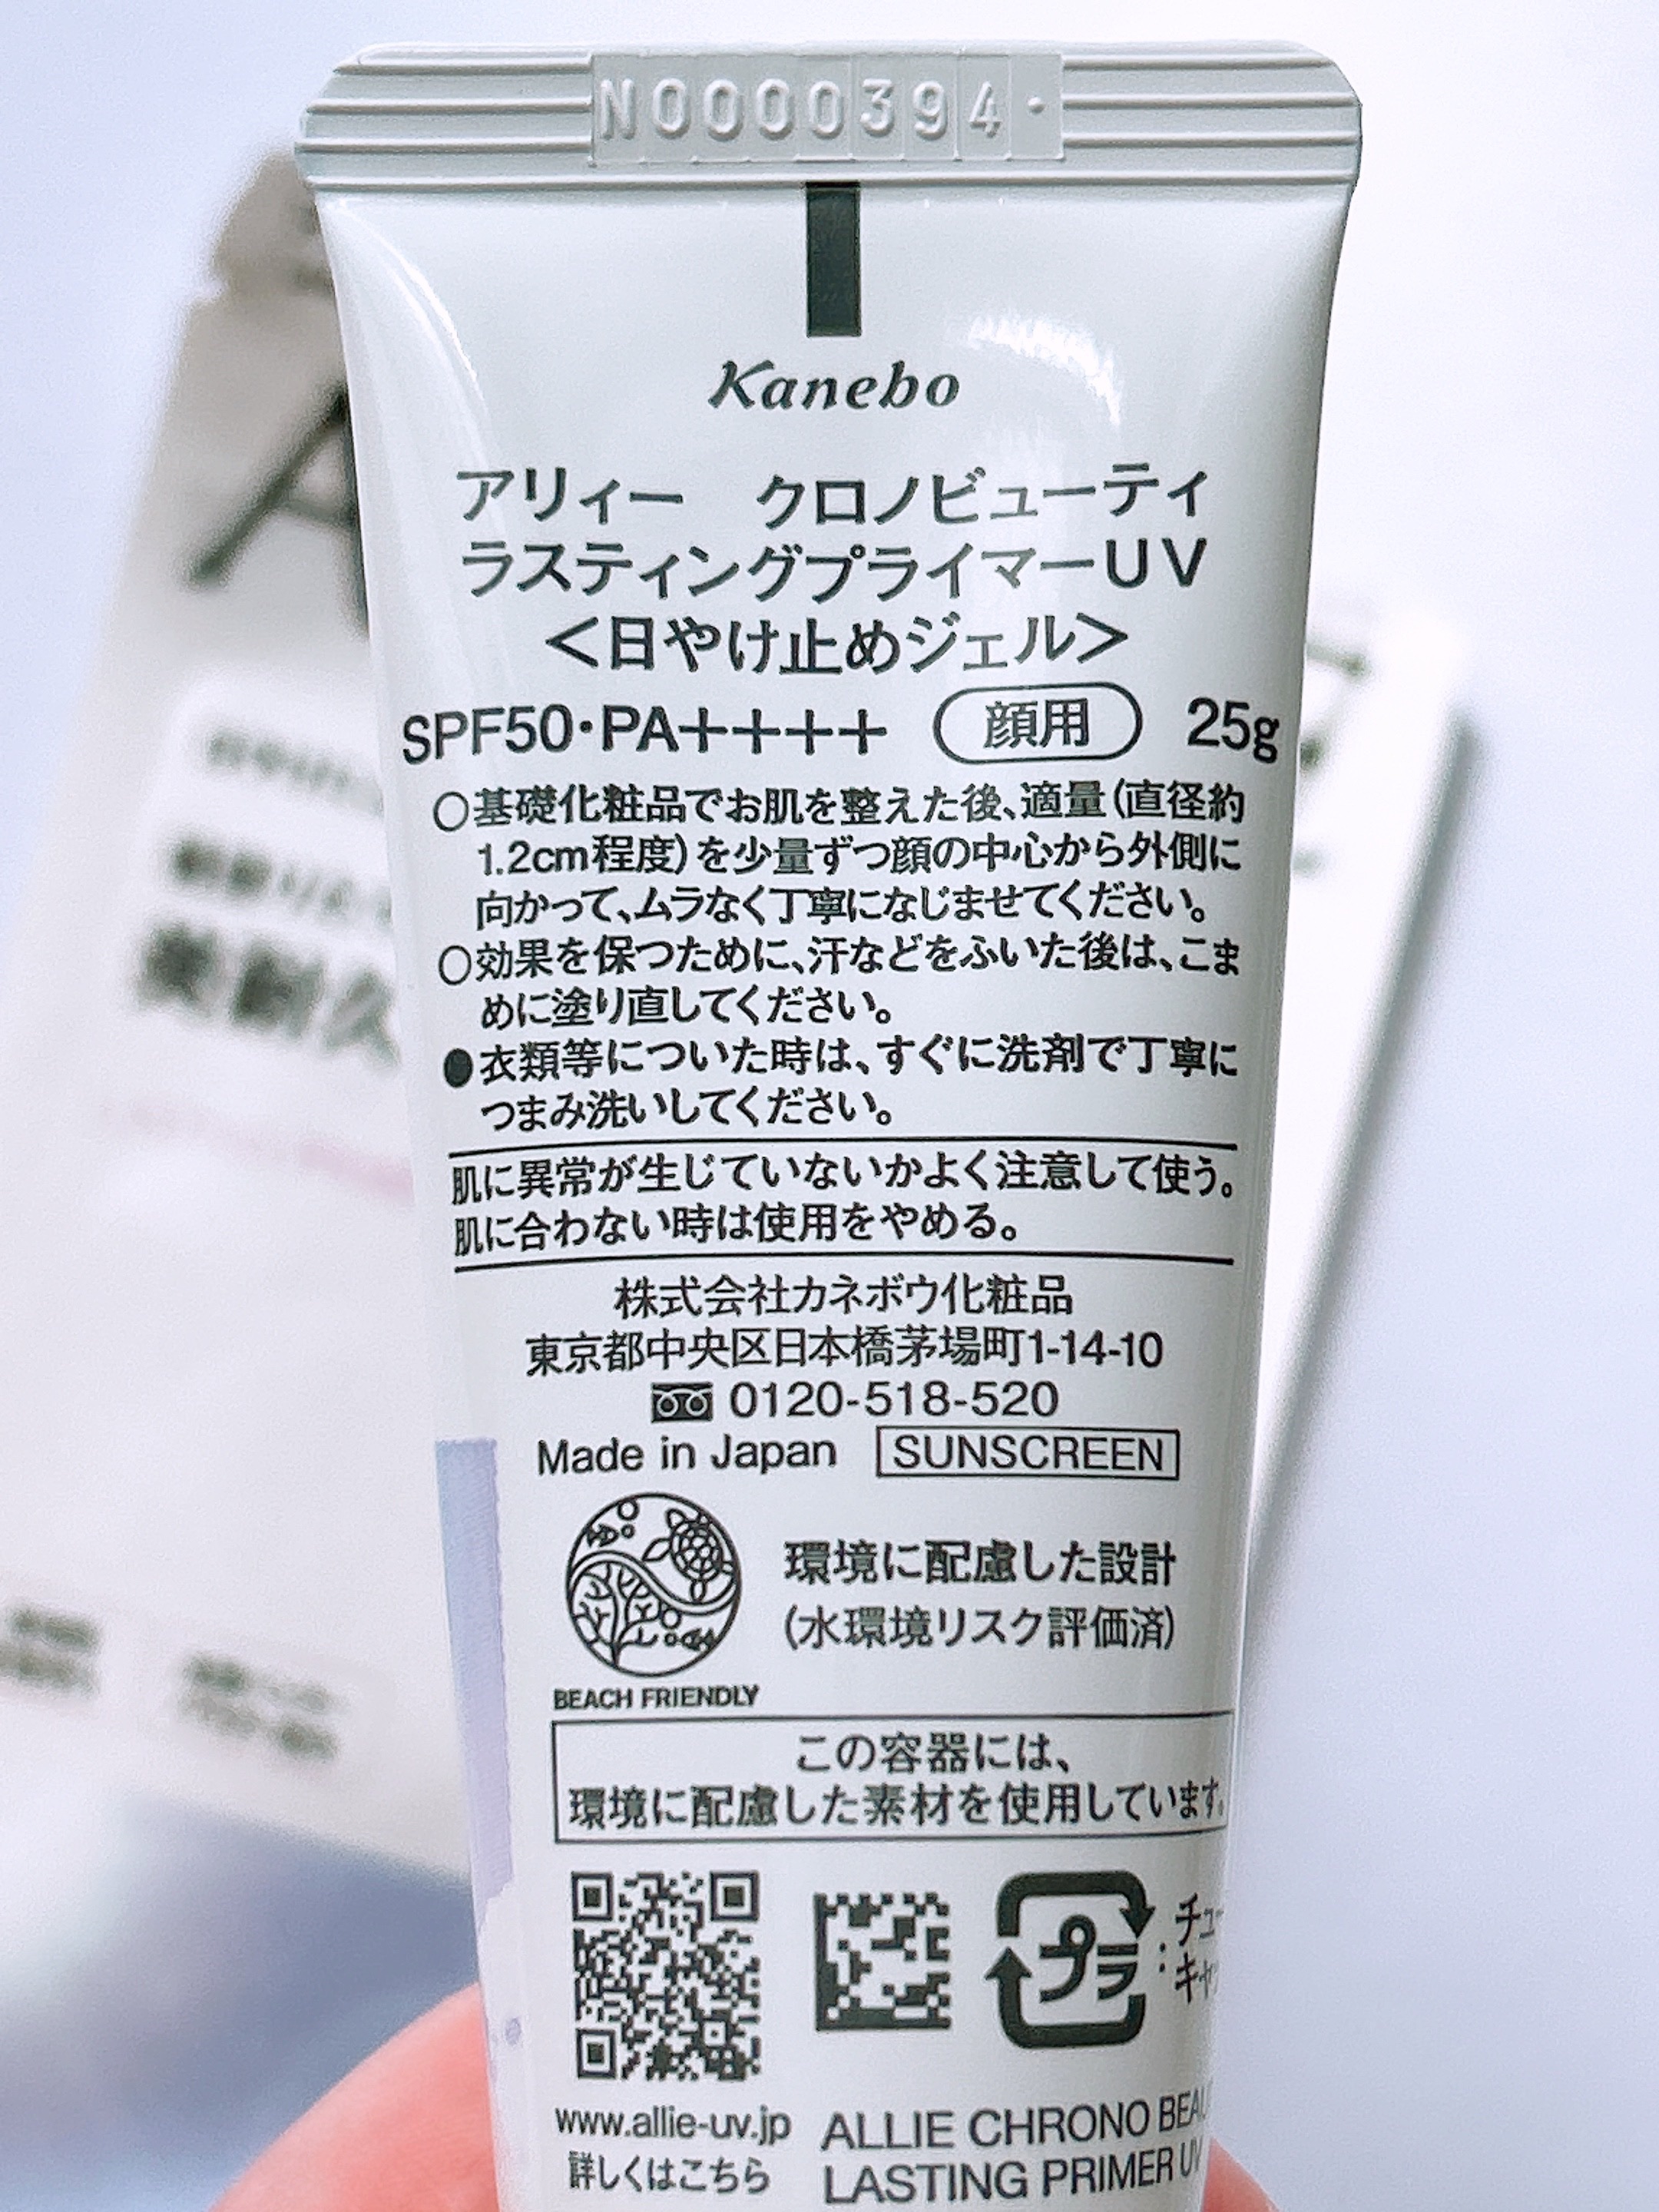 N0000394・
Kanebo
アリィー　クロノビューティ
ラスティングプライマーUV
＜日やけ止めジェル＞
SPF50・PA++++ 顔用 25g
○基礎化粧品でお肌を整えた後、適量(直径約
1.2cm程度)を少量ずつ顔の中心から外側に
向かって、ムラなく丁寧になじませてください。
○効果を保つために、汗などをふいた後は、こま
めに塗り直してください。
●衣類等についた時は、すぐに洗剤で丁寧に
つまみ洗いしてください。
肌に異常が生じていないかよく注意して使う。
肌に合わない時は使用をやめる。
株式会社カネボウ化粧品
東京都中央区日本橋茅場町1-14-10
0120-518-520
Made in Japan SUNSCREEN
環境に配慮した設計
(水環境リスク評価済)
BEACH FRIENDLY
この容器には、
環境に配慮した素材を使用しています。
プラ
www.allie-uv.jp
詳しくはこちら
ALLIE CHRONO BEAU
LASTING PRIMER UV
美耐久